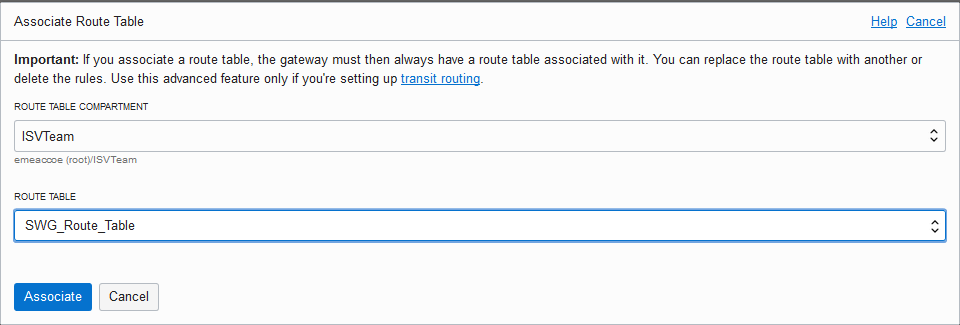 Associate Route Table
Help Cancel
Important: If you associate a route table, the gateway must then always have a route table associated with it. You can replace the route table with another or
delete the rules. Use this advanced feature only if you're setting up transit routing.
ROUTE TABLE COMPARTMENT
ISVTeam
emeaccoe (root)/ISVTeam
ROUTE TABLE
SWG_Route_Table
Associate
Cancel